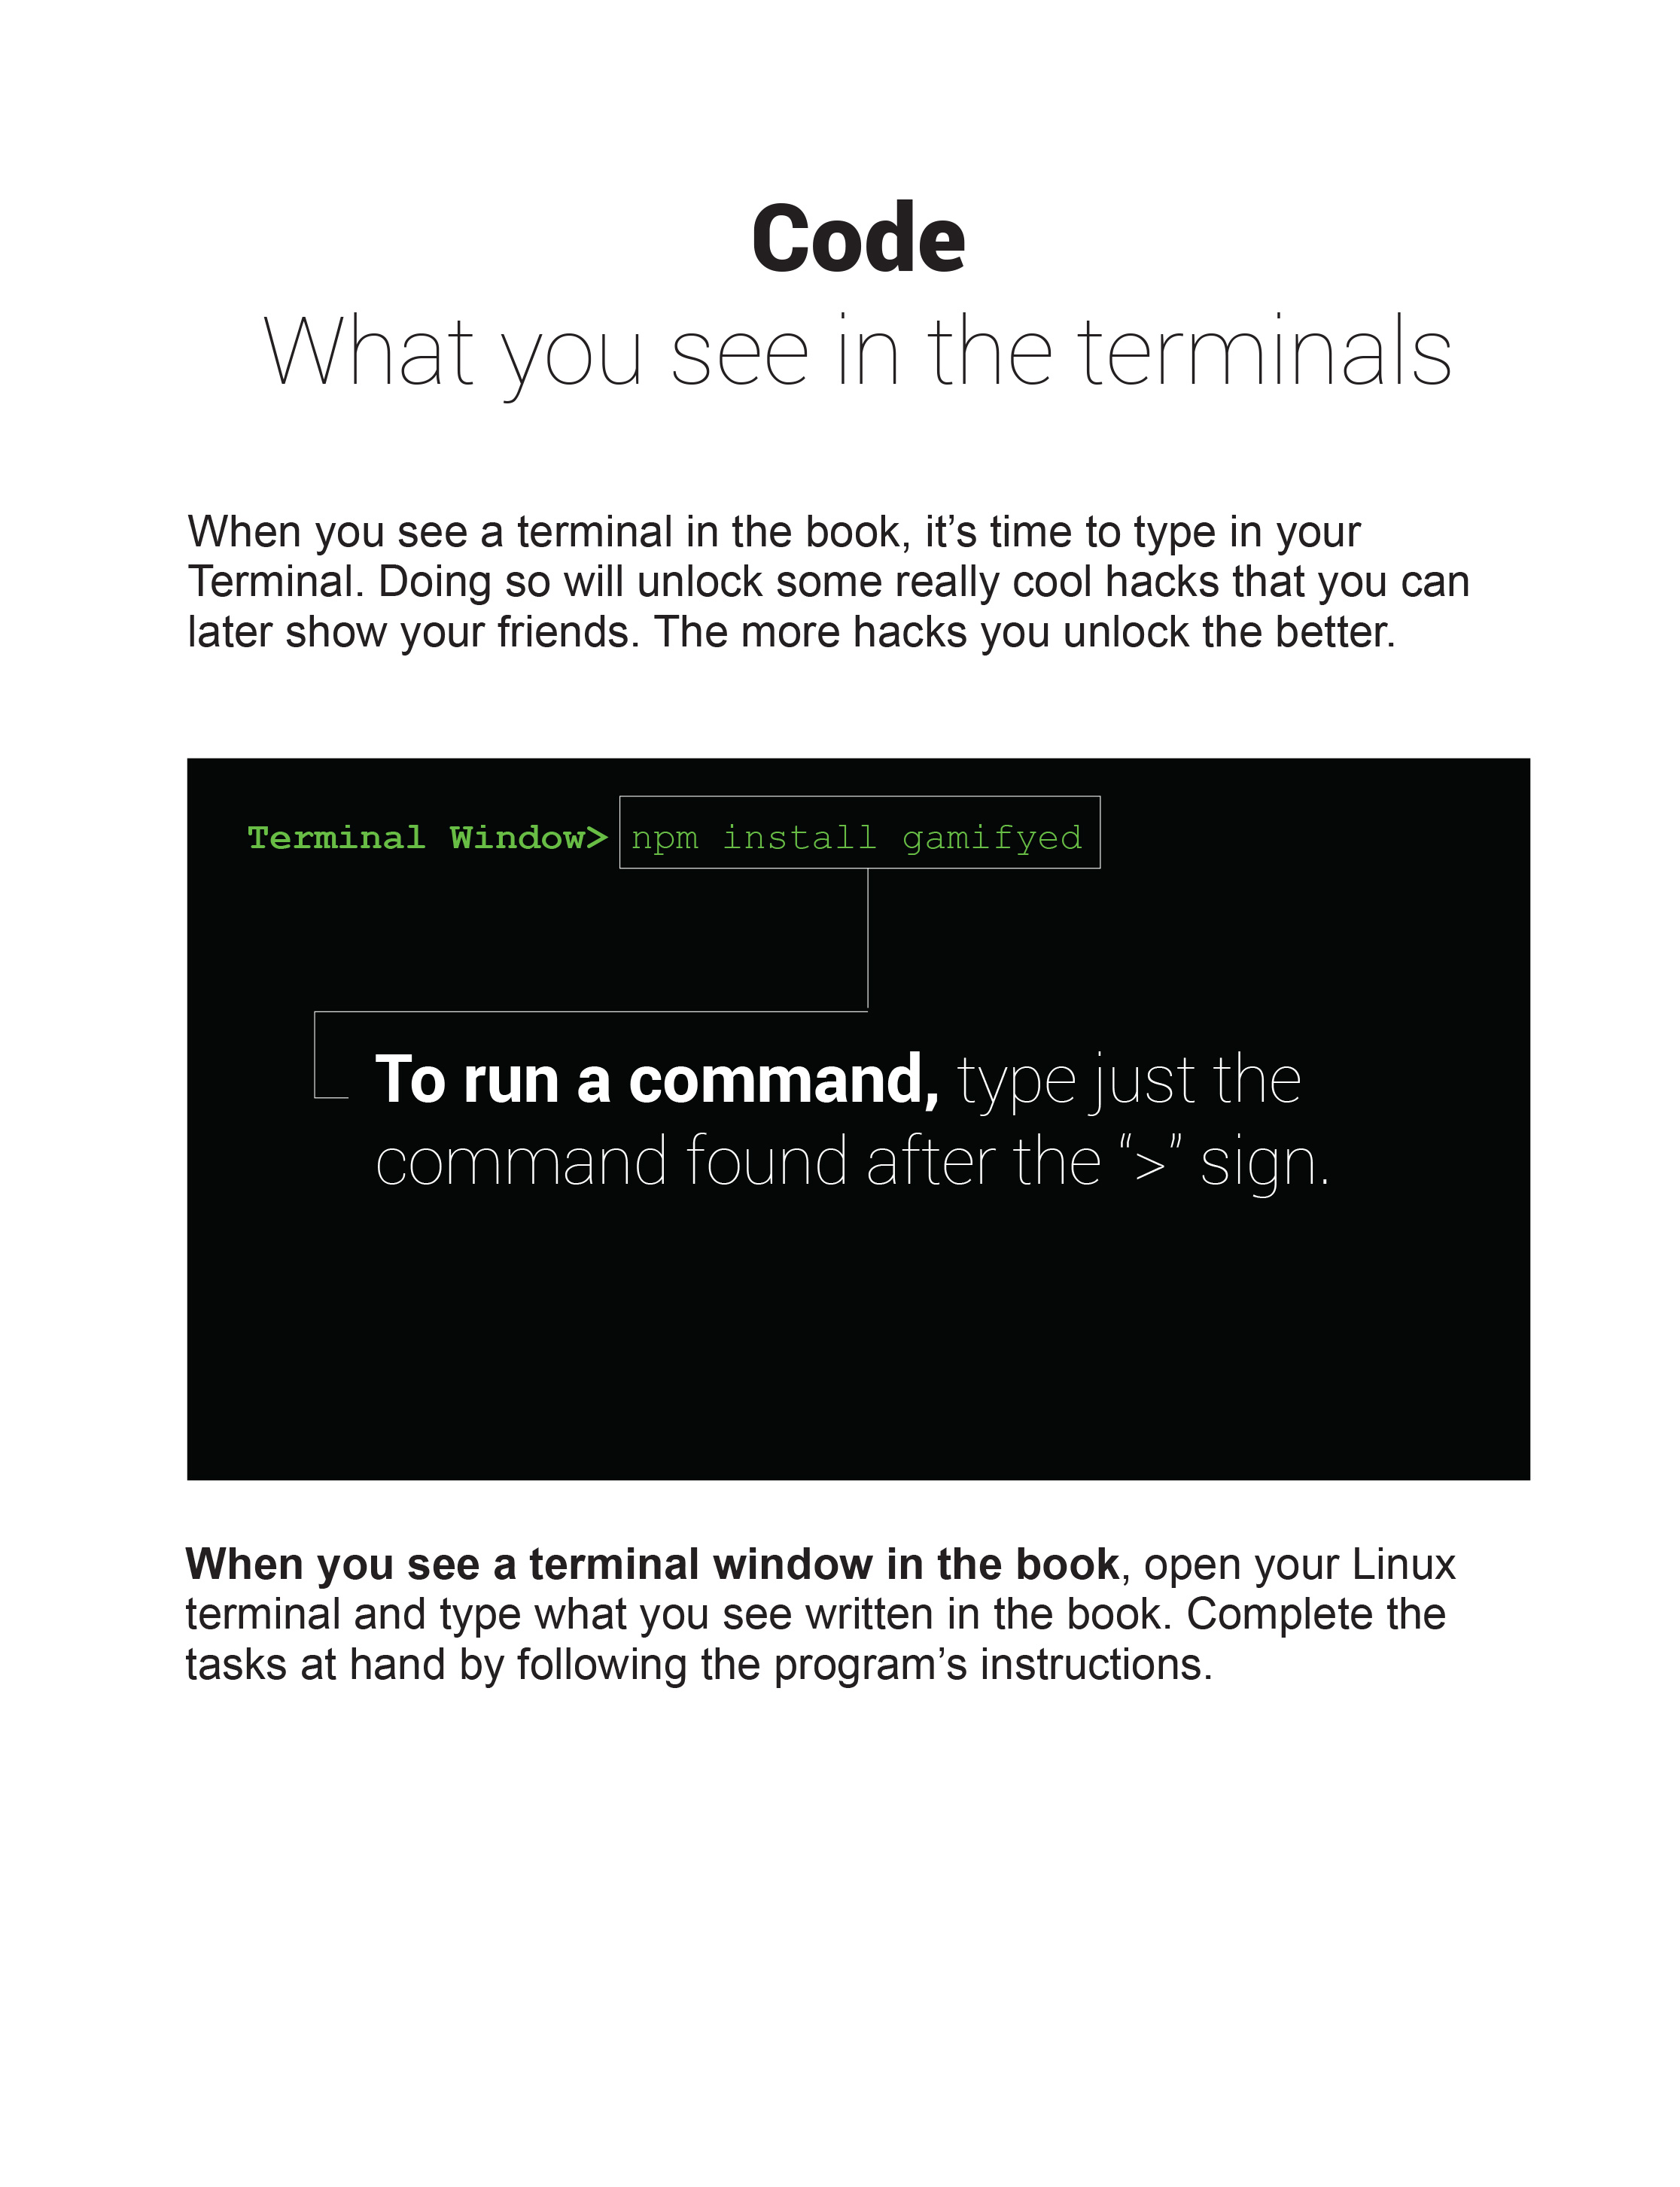 Code
What you see in the terminals
When you see a terminal in the book, it’s time to type in your
Terminal. Doing so will unlock some really cool hacks that you can
later show your friends. The more hacks you unlock the better.
Terminal Window> npm install gamifyed
To run a command, type just the
command found after the “>” sign.
When you see a terminal window in the book, open your Linux
terminal and type what you see written in the book. Complete the
tasks at hand by following the program’s instructions.